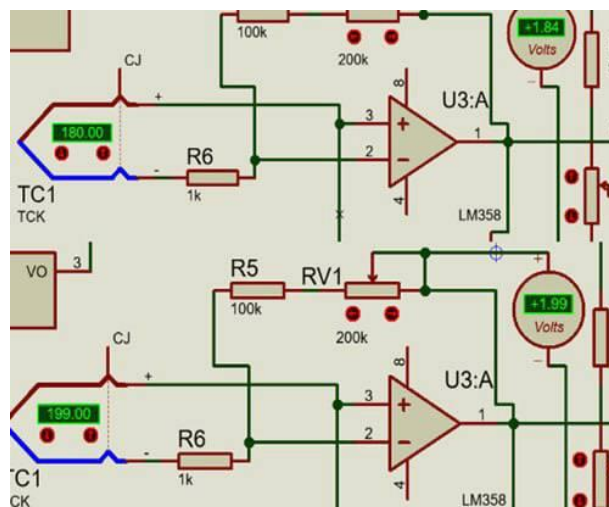 100k
200k
+1.84
Volts
CJ
8
U3:A
+
180.00
3
1
2
R6
-
1k
4
TC1
TCK
LM358
VO
3
R5
RV1
+
+1.99
Volts
100k
200k
CJ
8
U3:A
+
199.00
3
1
2
R6
-
1k
4
TC1
CK
LM358